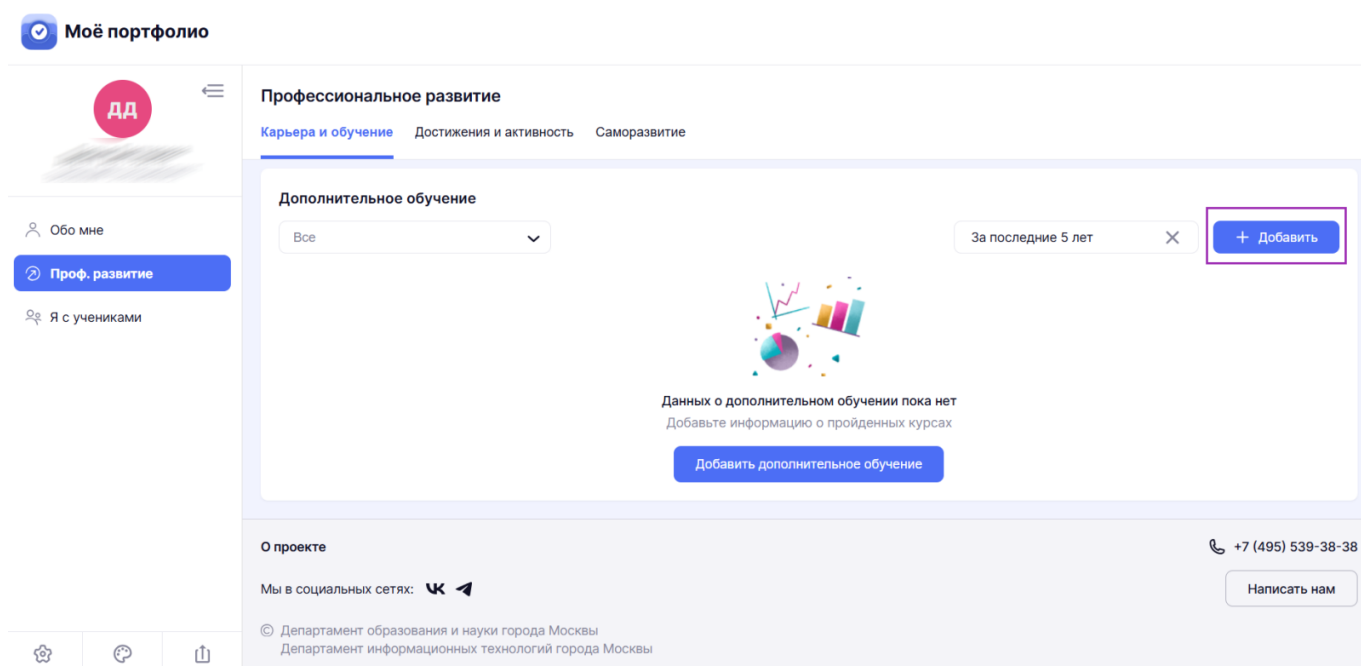 Моё портфолио
ДД
Обо мне
Проф. развитие
Я с учениками
Профессиональное развитие
Карьера и обучение Достижения и активность Саморазвитие
Дополнительное обучение
Все За последние 5 лет + Добавить
Данных о дополнительном обучении пока нет
Добавьте информацию о пройденных курсах
Добавить дополнительное обучение
О проекте +7 (495) 539-38-38
Мы в социальных сетях: Написать нам
© Департамент образования и науки города Москвы
Департамент информационных технологий города Москвы